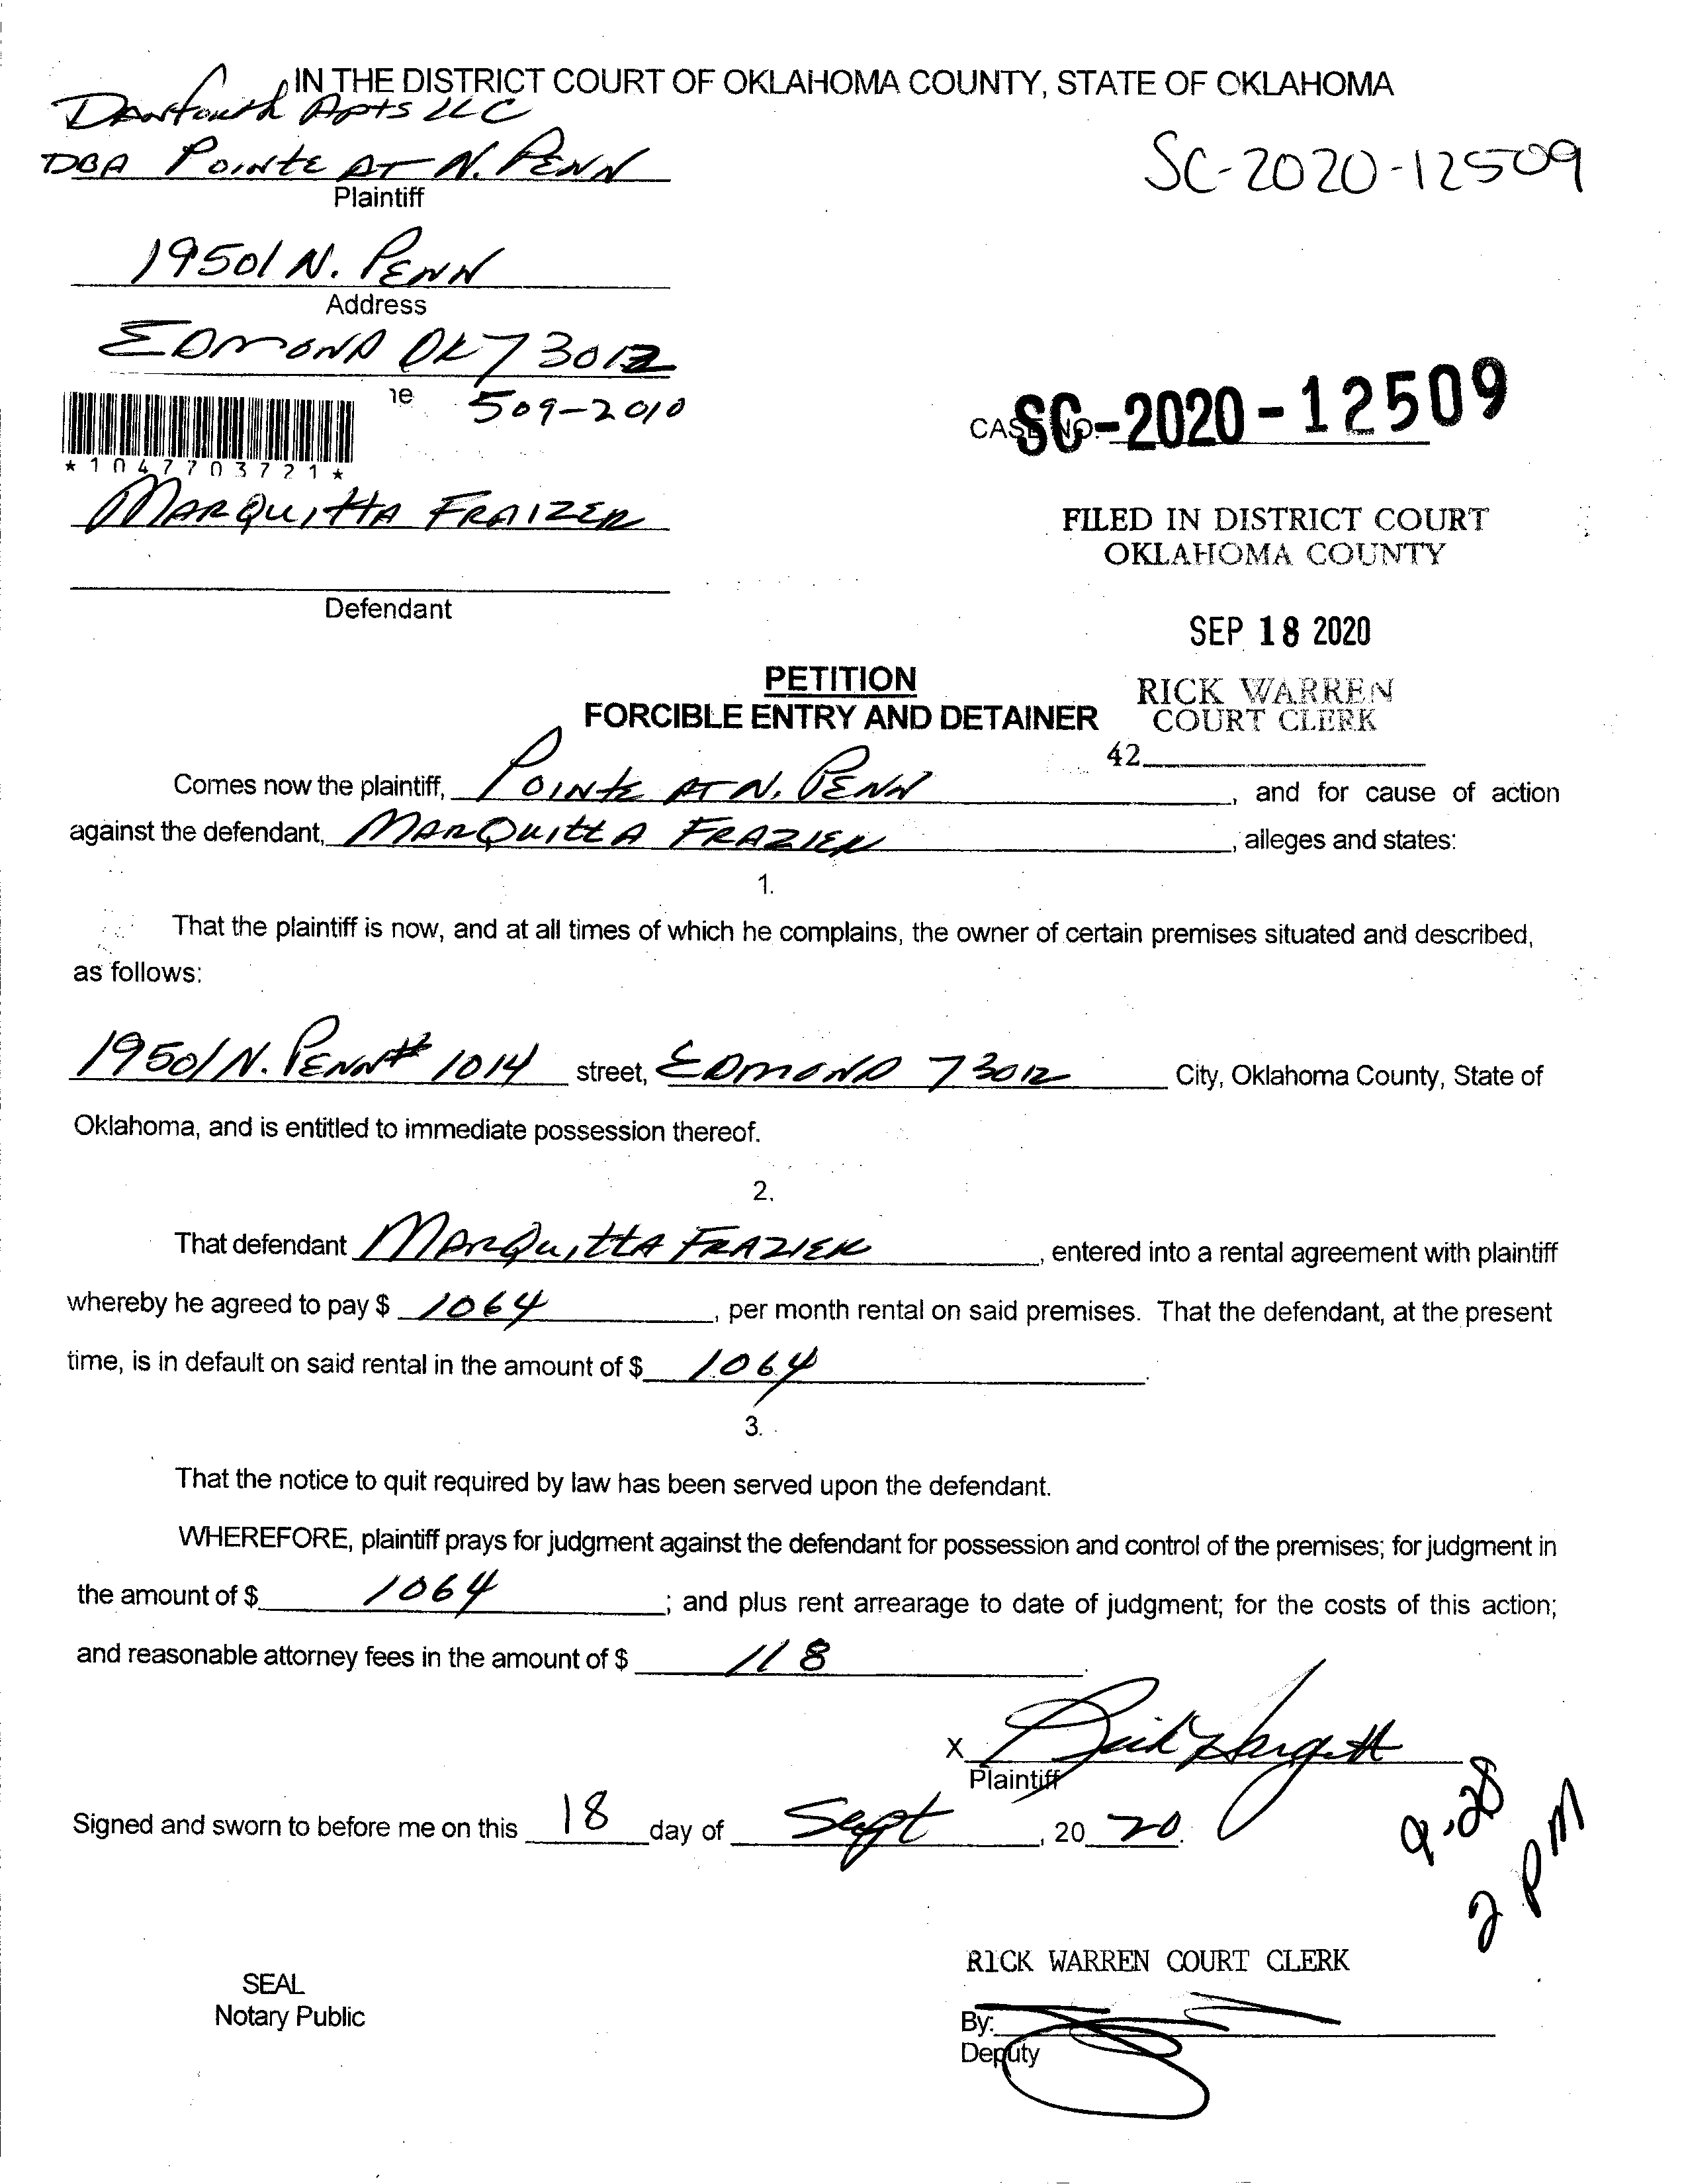 IN THE DISTRICT COURT OF OKLAHOMA COUNTY, STATE OF OKLAHOMA
Danforth Apts LLC
DBA POINTE AT N. PENN
Plaintiff
SC-2020-12509
19501 N. PENN
Address
EDMOND OK 73012
ne 509-2010
CASE NO. SC-2020-12509
*1047703721*
MARQUITTA FRAIZER
FILED IN DISTRICT COURT
OKLAHOMA COUNTY
Defendant
SEP 18 2020
PETITION
FORCIBLE ENTRY AND DETAINER
RICK WARREN
COURT CLERK
42
Comes now the plaintiff, POINTE AT N. PENN, and for cause of action
against the defendant, MARQUITTA FRAZIER, alleges and states:
1.
That the plaintiff is now, and at all times of which he complains, the owner of certain premises situated and described,
as follows:
19501 N. PENN # 1014 street, EDMOND 73012 City, Oklahoma County, State of
Oklahoma, and is entitled to immediate possession thereof.
2.
That defendant MARQUITTA FRAZIER, entered into a rental agreement with plaintiff
whereby he agreed to pay $ 1064, per month rental on said premises. That the defendant, at the present
time, is in default on said rental in the amount of $ 1064.
3.
That the notice to quit required by law has been served upon the defendant.
WHEREFORE, plaintiff prays for judgment against the defendant for possession and control of the premises; for judgment in
the amount of $ 1064; and plus rent arrearage to date of judgment; for the costs of this action;
and reasonable attorney fees in the amount of $ 118.
X
Plaintiff
Signed and sworn to before me on this 18 day of Sept, 20 20.
9-28
2 PM
RICK WARREN COURT CLERK
SEAL
Notary Public
By:
Deputy